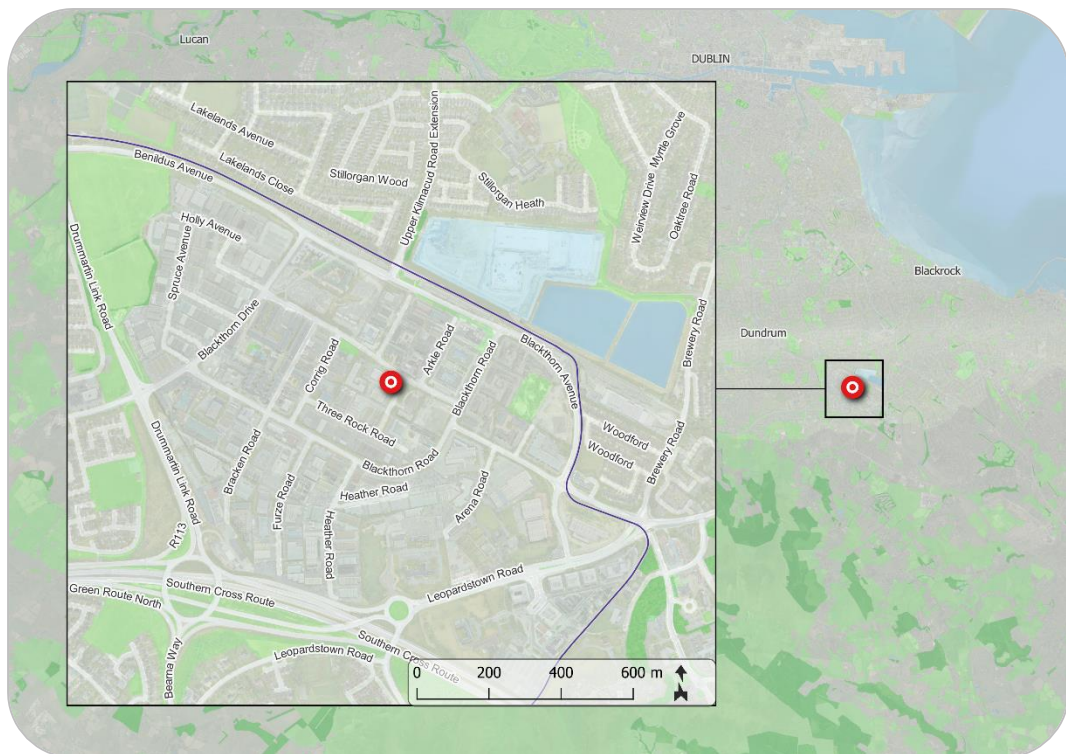 Lucan
DUBLIN
Blackrock
Dundrum
Lakelands Avenue
Lakelands Close
Benildus Avenue
Stillorgan Wood
Upper Kilmacud Road Extension
Stillorgan Heath
Weirview Drive
Myrtle Grove
Oaktree Road
Holly Avenue
Spruce Avenue
Drummartin Link Road
Blackthorn Drive
Corrig Road
Arkle Road
Blackthorn Road
Blackthorn Avenue
Brewery Road
Three Rock Road
Woodford
Woodford
Brewery Road
Bracken Road
Blackthorn Road
Drummartin Link Road
Furze Road
Heather Road
Arena Road
Heather Road
R113
Southern Cross Route
Green Route North
Leopardstown Road
Southern Cross Route
Bearna Way
Leopardstown Road
0 200 400 600 m